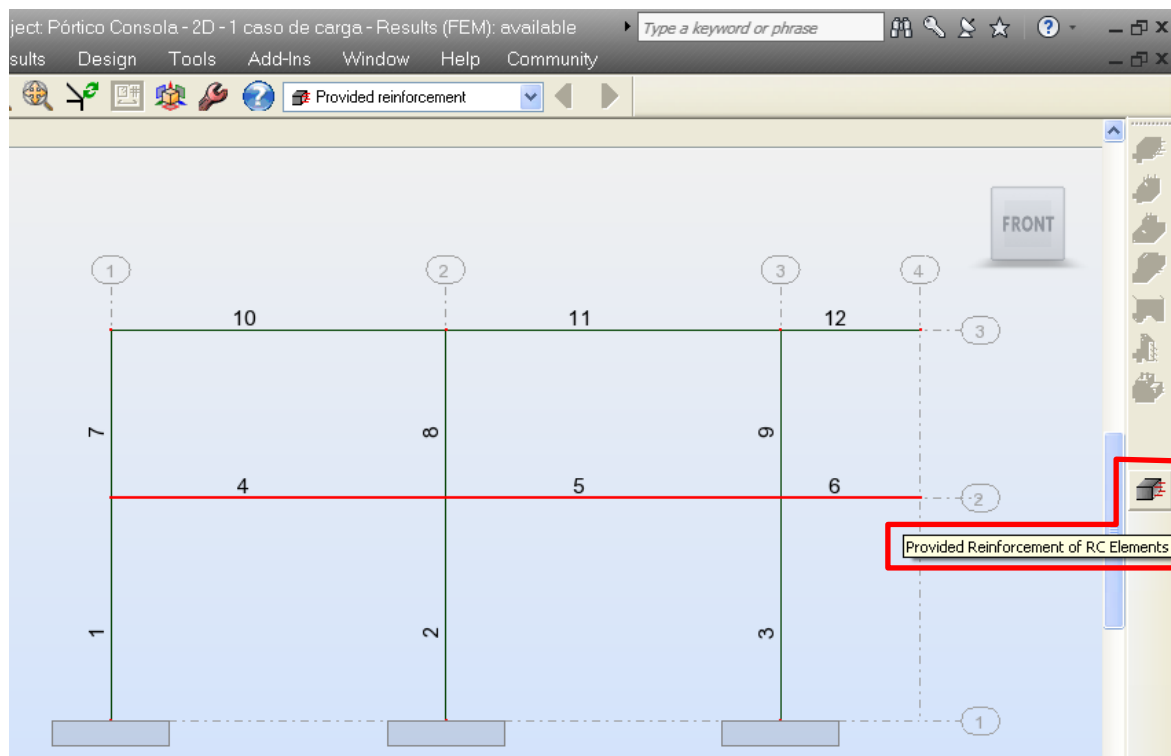 ject: Pórtico Consola - 2D - 1 caso de carga - Results (FEM): available
Type a keyword or phrase
sults Design Tools Add-Ins Window Help Community
Provided reinforcement
FRONT
1 2 3 4
10 11 12
3
7 8 9
4 5 6
2
Provided Reinforcement of RC Elements
1 2 3
1